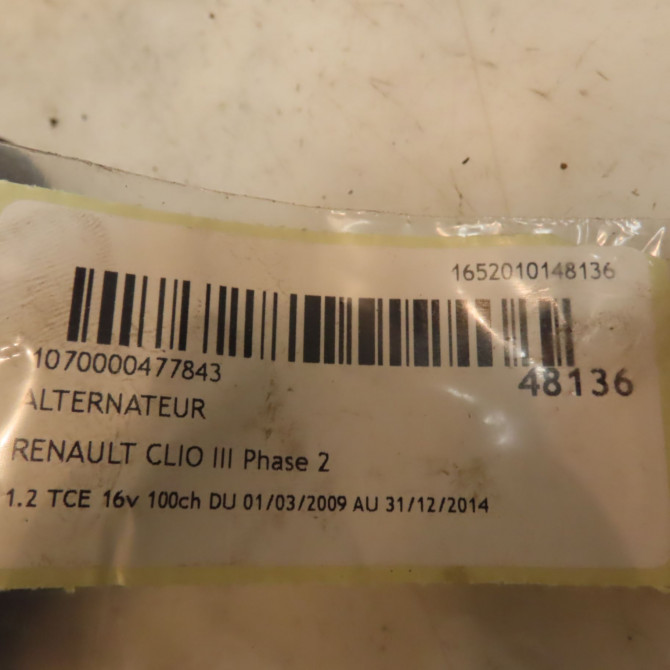 1652010148136
1070000477843
48136
ALTERNATEUR
RENAULT CLIO III Phase 2
1.2 TCE 16v 100ch DU 01/03/2009 AU 31/12/2014